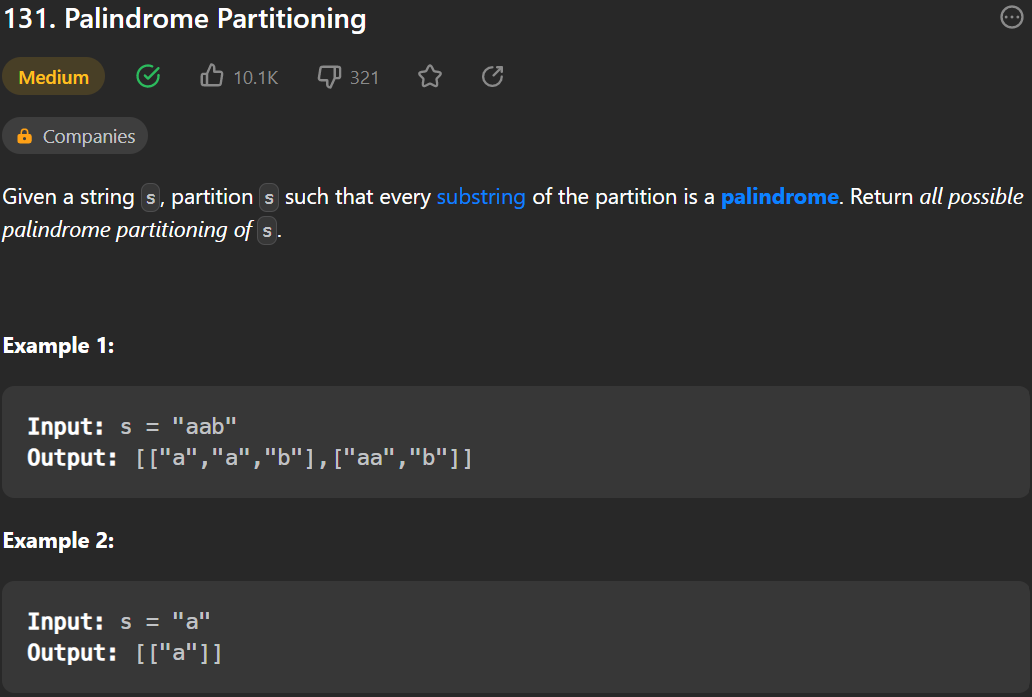 131. Palindrome Partitioning
Medium 10.1K 321
Companies
Given a string s, partition s such that every substring of the partition is a palindrome. Return all possible
palindrome partitioning of s.
Example 1:
Input: s = "aab"
Output: [["a","a","b"],["aa","b"]]
Example 2:
Input: s = "a"
Output: [["a"]]